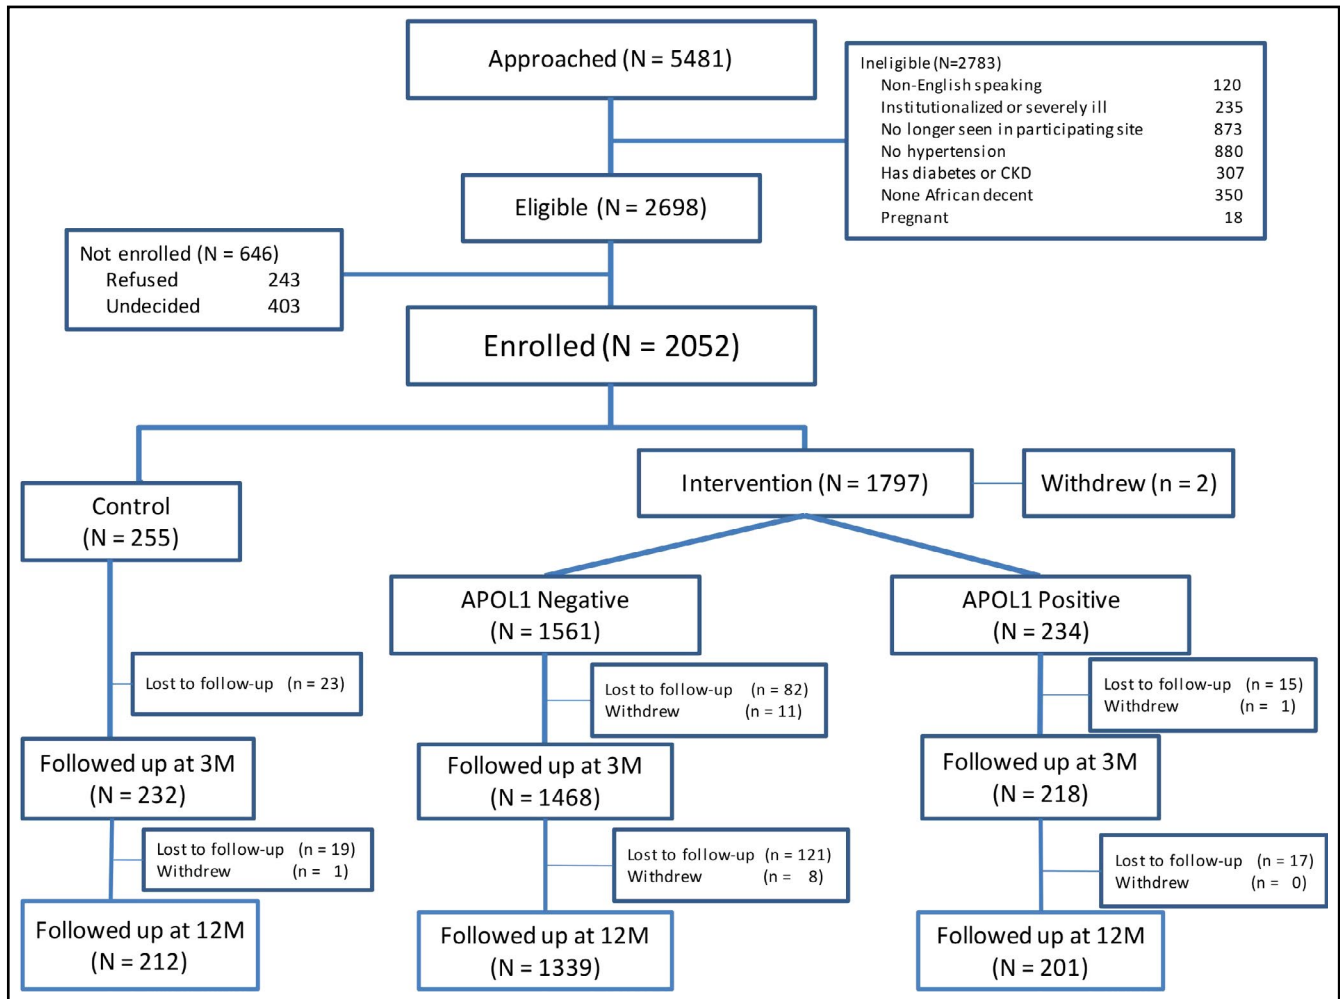 Approached (N = 5481)
Ineligible (N=2783)
Non-English speaking 120
Institutionalized or severely ill 235
No longer seen in participating site 873
No hypertension 880
Has diabetes or CKD 307
None African decent 350
Pregnant 18
Eligible (N = 2698)
Not enrolled (N = 646)
Refused 243
Undecided 403
Enrolled (N = 2052)
Intervention (N = 1797)
Withdrew (n = 2)
Control
(N = 255)
APOL1 Negative
(N = 1561)
APOL1 Positive
(N = 234)
Lost to follow-up (n = 23)
Lost to follow-up (n = 82)
Withdrew (n = 11)
Lost to follow-up (n = 15)
Withdrew (n = 1)
Followed up at 3M
(N = 232)
Followed up at 3M
(N = 1468)
Followed up at 3M
(N = 218)
Lost to follow-up (n = 19)
Withdrew (n = 1)
Lost to follow-up (n = 121)
Withdrew (n = 8)
Lost to follow-up (n = 17)
Withdrew (n = 0)
Followed up at 12M
(N = 212)
Followed up at 12M
(N = 1339)
Followed up at 12M
(N = 201)